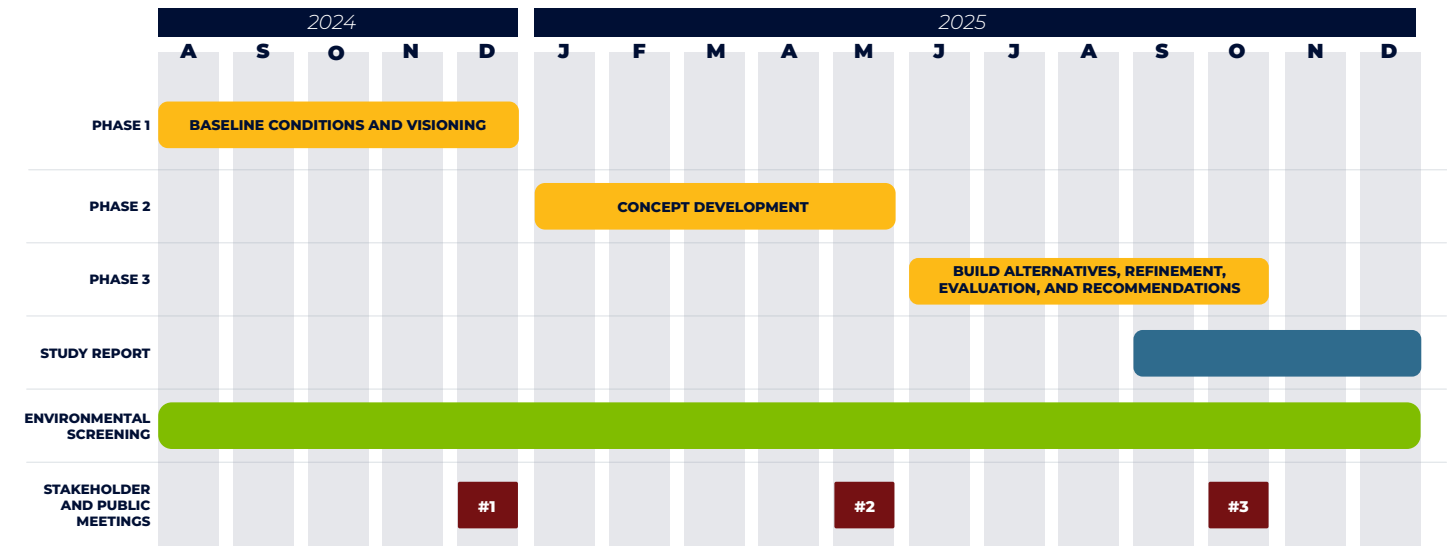 2024 2025
A S O N D J F M A M J J A S O N D
PHASE 1 BASELINE CONDITIONS AND VISIONING
PHASE 2 CONCEPT DEVELOPMENT
PHASE 3
BUILD ALTERNATIVES, REFINEMENT,
EVALUATION, AND RECOMMENDATIONS
STUDY REPORT
ENVIRONMENTAL
SCREENING
STAKEHOLDER
AND PUBLIC
MEETINGS
#1 #2 #3